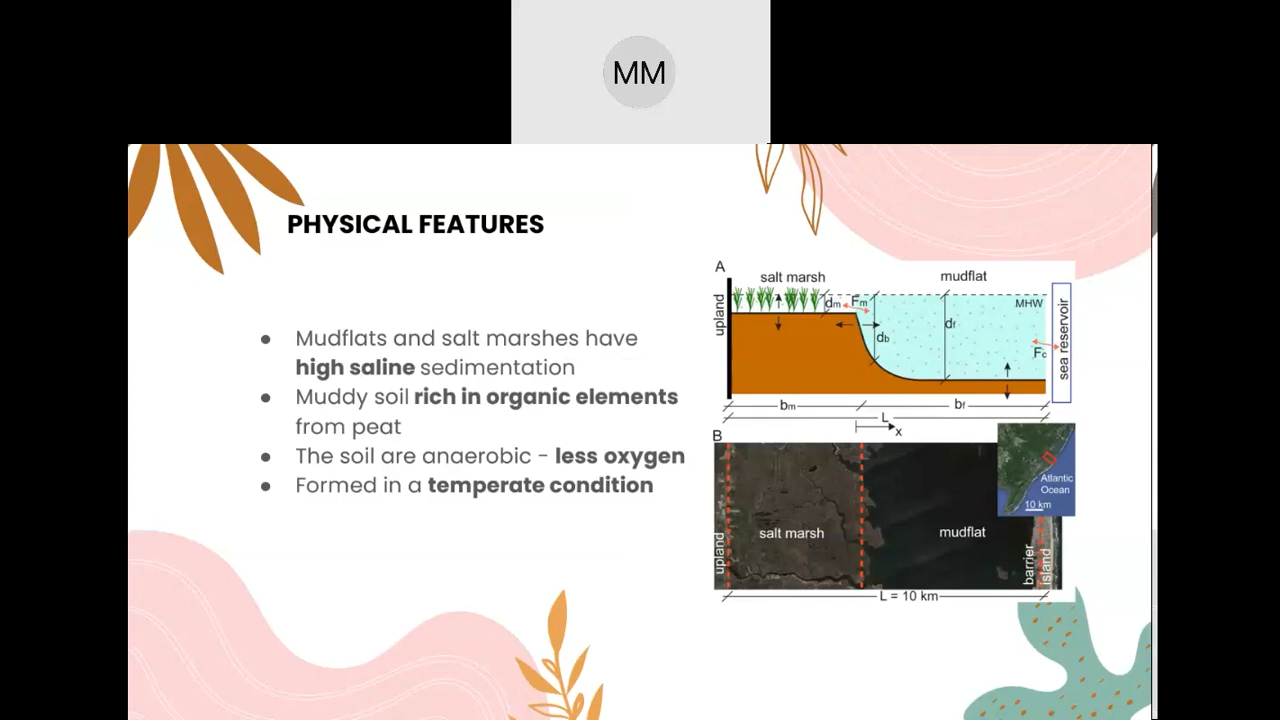 MM
PHYSICAL FEATURES
● Mudflats and salt marshes have
high saline sedimentation
● Muddy soil rich in organic elements
from peat
● The soil are anaerobic - less oxygen
● Formed in a temperate condition
A
salt marsh
mudflat
upland
dm
Fm
MHW
df
db
Fc
sea reservoir
bm
bf
L
x
B
Atlantic
Ocean
10 km
upland
salt marsh
mudflat
barrier
island
L = 10 km